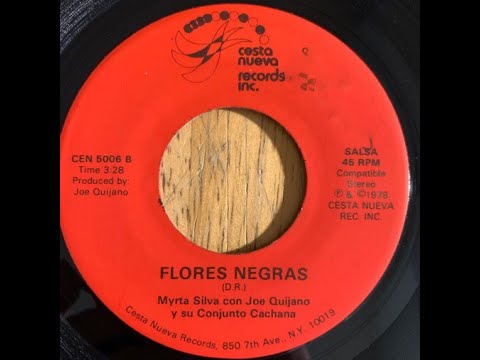 cesta
nueva
records
inc.
CEN 5006 B
Time 3:28
Produced by:
Joe Quijano
SALSA
45 RPM
Compatible
Stereo
℗ & © 1978
CESTA NUEVA
REC. INC.
FLORES NEGRAS
(D.R.)
Myrta Silva con Joe Quijano
y su Conjunto Cachana
Cesta Nueva Records, 850 7th Ave., N.Y. 10019